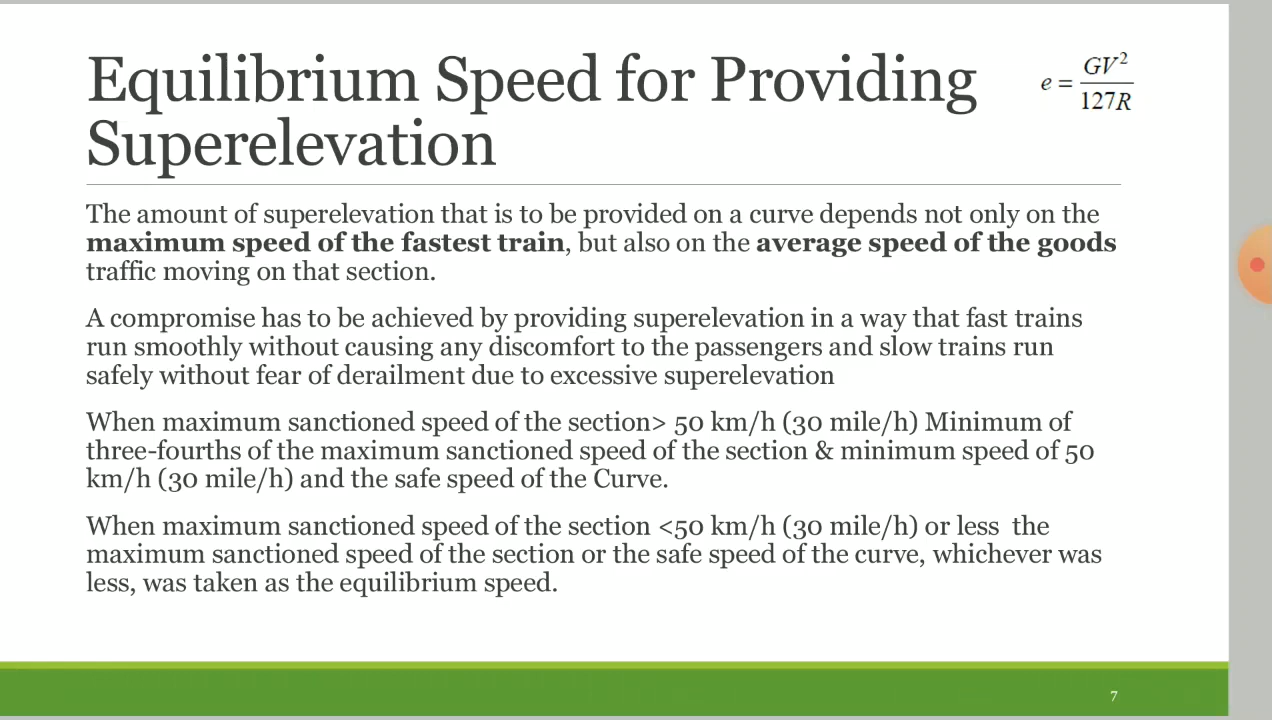 Equilibrium Speed for Providing
Superelevation
e = GV²/127R
The amount of superelevation that is to be provided on a curve depends not only on the
maximum speed of the fastest train, but also on the average speed of the goods
traffic moving on that section.
A compromise has to be achieved by providing superelevation in a way that fast trains
run smoothly without causing any discomfort to the passengers and slow trains run
safely without fear of derailment due to excessive superelevation
When maximum sanctioned speed of the section> 50 km/h (30 mile/h) Minimum of
three-fourths of the maximum sanctioned speed of the section & minimum speed of 50
km/h (30 mile/h) and the safe speed of the Curve.
When maximum sanctioned speed of the section <50 km/h (30 mile/h) or less  the
maximum sanctioned speed of the section or the safe speed of the curve, whichever was
less, was taken as the equilibrium speed.
7